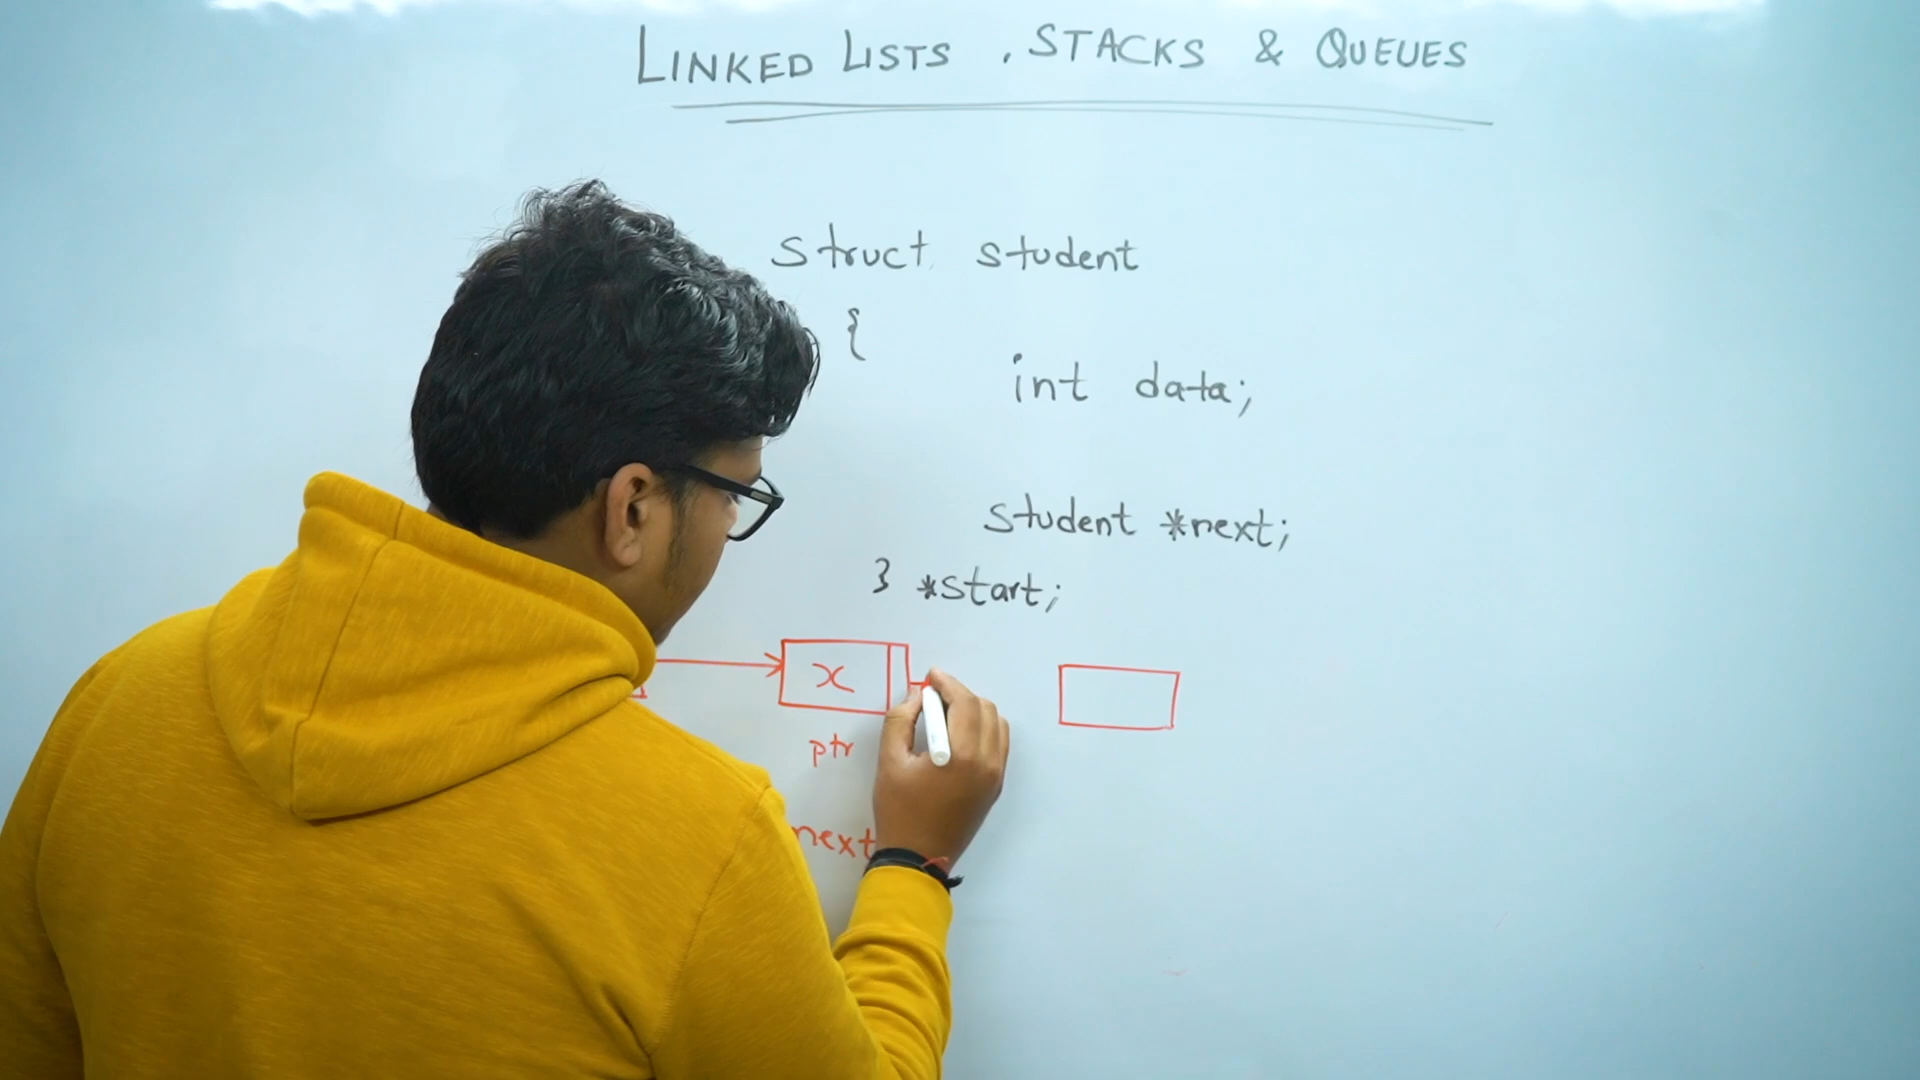 LINKED LISTS , STACKS & QUEUES
struct student
{
int data;
student *next;
} *start;
x
ptr
next